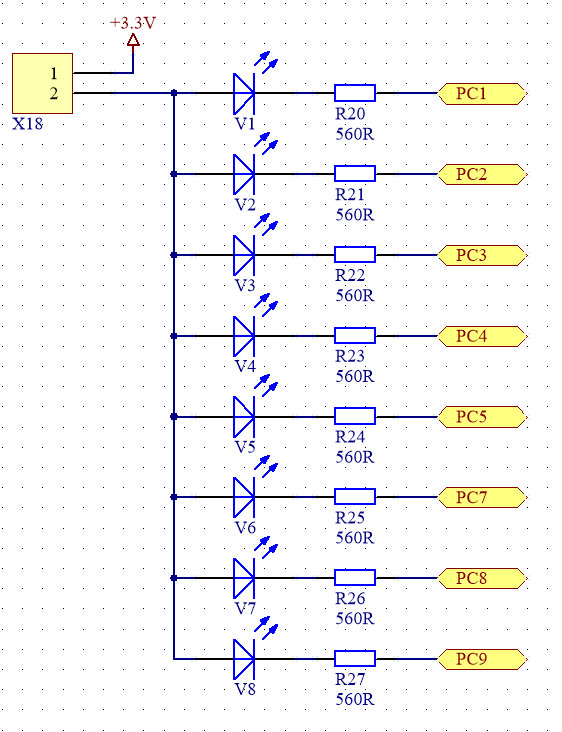 +3.3V
1
2
X18
V1
R20
560R
PC1
V2
R21
560R
PC2
V3
R22
560R
PC3
V4
R23
560R
PC4
V5
R24
560R
PC5
V6
R25
560R
PC7
V7
R26
560R
PC8
V8
R27
560R
PC9